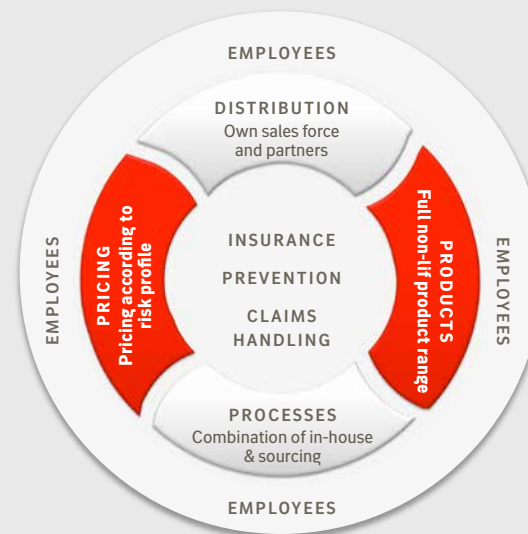 EMPLOYEES
DISTRIBUTION
Own sales force
and partners
EMPLOYEES
PRICING
Pricing according to
risk profile
INSURANCE
PREVENTION
CLAIMS
HANDLING
PRODUCTS
Full non-lif product range
EMPLOYEES
PROCESSES
Combination of in-house
& sourcing
EMPLOYEES